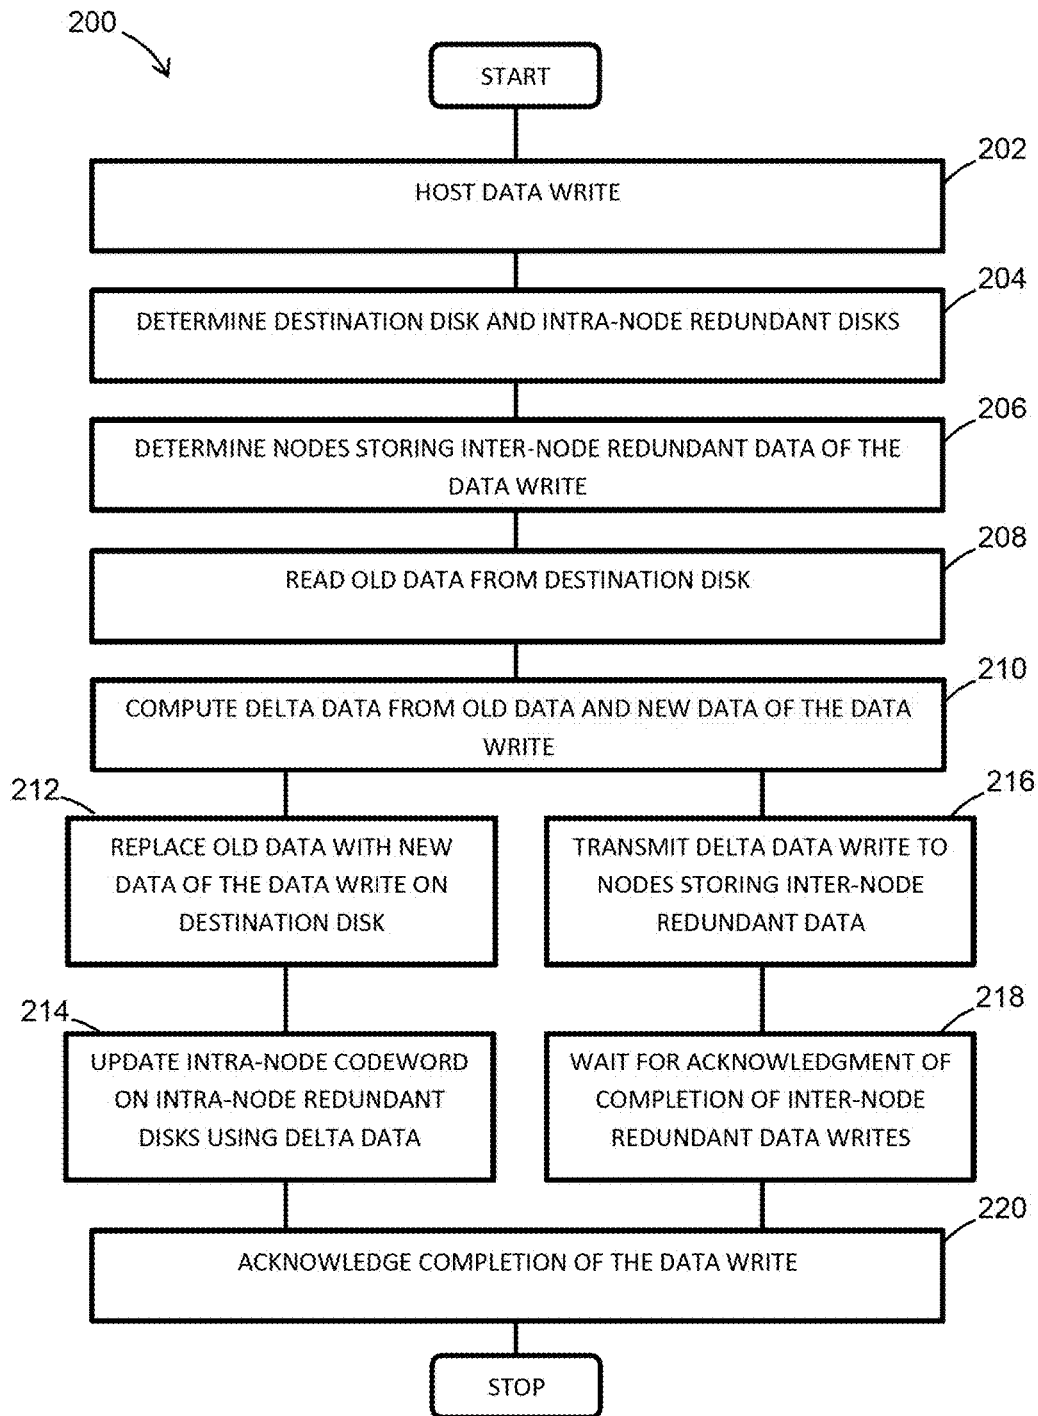 200
START
202
HOST DATA WRITE
204
DETERMINE DESTINATION DISK AND INTRA-NODE REDUNDANT DISKS
206
DETERMINE NODES STORING INTER-NODE REDUNDANT DATA OF THE
DATA WRITE
208
READ OLD DATA FROM DESTINATION DISK
210
COMPUTE DELTA DATA FROM OLD DATA AND NEW DATA OF THE DATA
WRITE
212
REPLACE OLD DATA WITH NEW
DATA OF THE DATA WRITE ON
DESTINATION DISK
216
TRANSMIT DELTA DATA WRITE TO
NODES STORING INTER-NODE
REDUNDANT DATA
214
UPDATE INTRA-NODE CODEWORD
ON INTRA-NODE REDUNDANT
DISKS USING DELTA DATA
218
WAIT FOR ACKNOWLEDGMENT OF
COMPLETION OF INTER-NODE
REDUNDANT DATA WRITES
220
ACKNOWLEDGE COMPLETION OF THE DATA WRITE
STOP